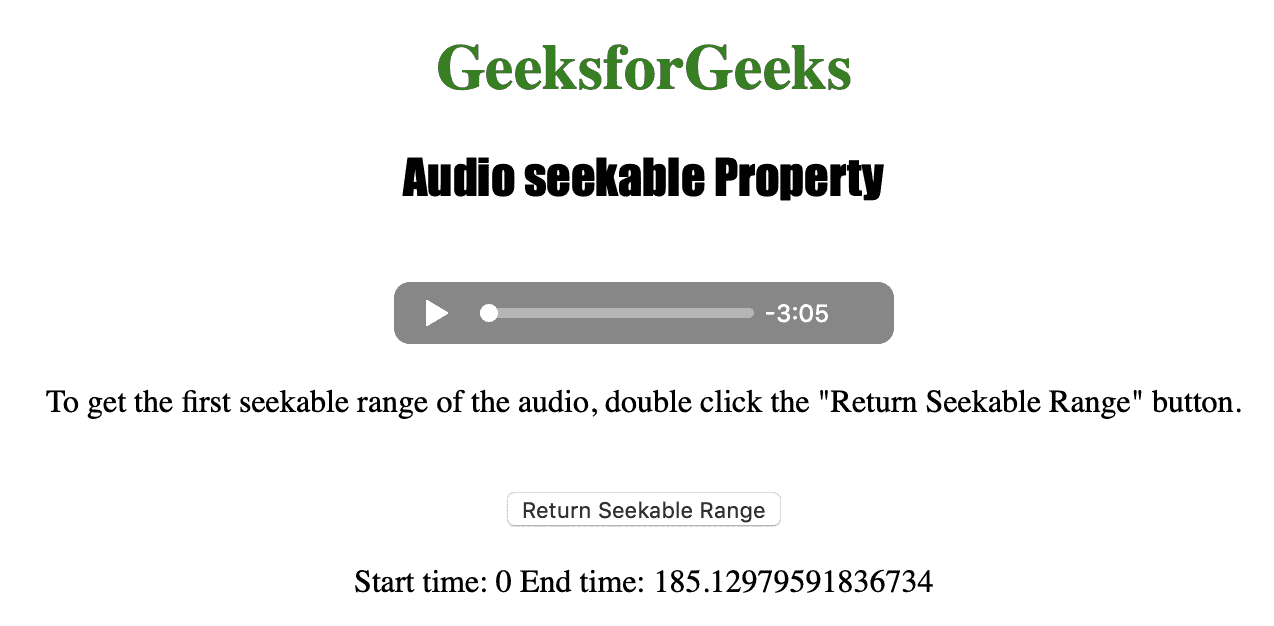 GeeksforGeeks
Audio seekable Property
-3:05
To get the first seekable range of the audio, double click the "Return Seekable Range" button.
Return Seekable Range
Start time: 0 End time: 185.12979591836734